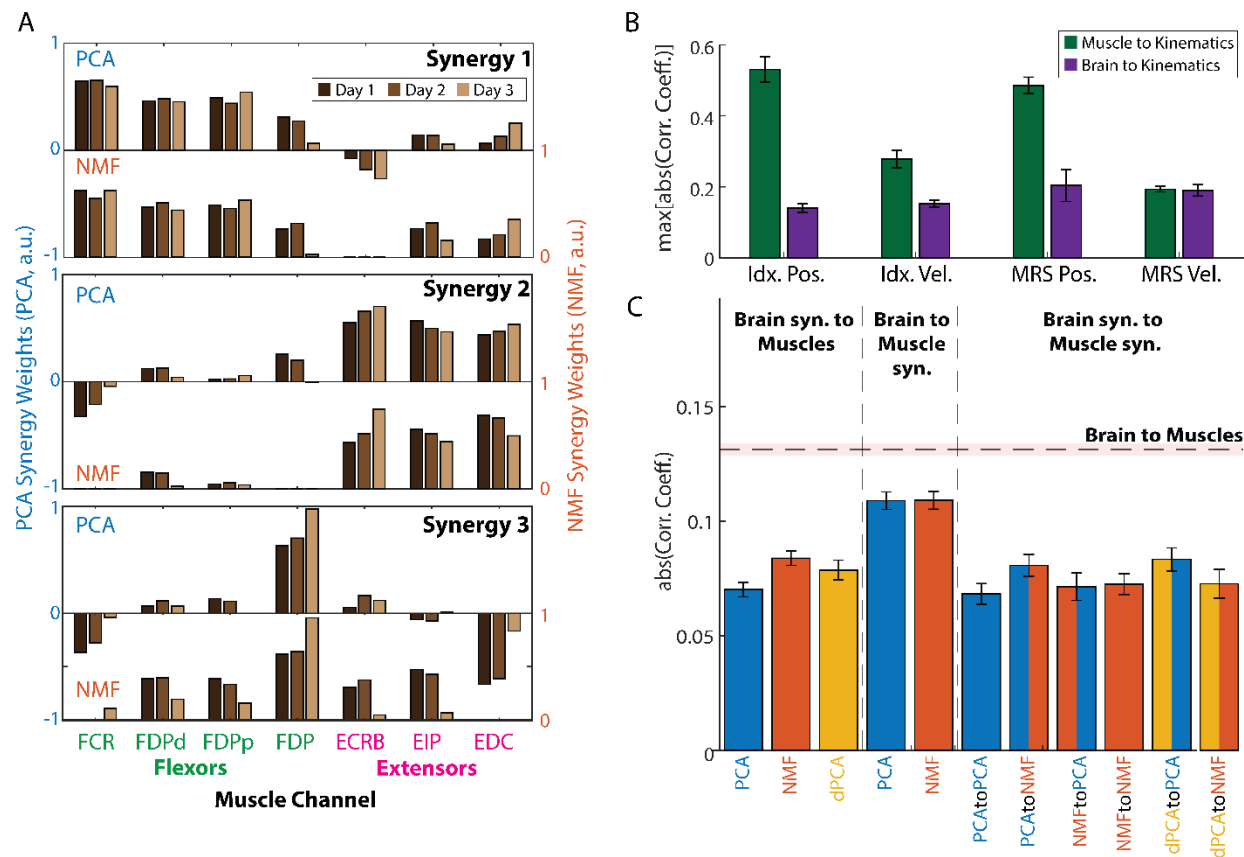 A
PCA Synergy Weights (PCA, a.u.)
NMF Synergy Weights (NMF, a.u.)
1
PCA
Synergy 1
Day 1 Day 2 Day 3
0
1
NMF
-1
0
1
PCA
Synergy 2
0
1
NMF
-1
0
1
PCA
Synergy 3
0
1
NMF
-1
0
FCR FDPd FDPp FDP ECRB EIP EDC
Flexors Extensors
Muscle Channel
B
max[abs(Corr. Coeff.)]
0.6
0.4
0.2
0
Muscle to Kinematics
Brain to Kinematics
Idx. Pos. Idx. Vel. MRS Pos. MRS Vel.
C
Brain syn. to
Muscles
Brain to
Muscle
syn.
Brain syn. to
Muscle syn.
abs(Corr. Coeff.)
0.15
0.1
0.05
0
Brain to Muscles
PCA
NMF
dPCA
PCA
NMF
PCAtoPCA
PCAtoNMF
NMFtoPCA
NMFtoNMF
dPCAtoPCA
dPCAtoNMF